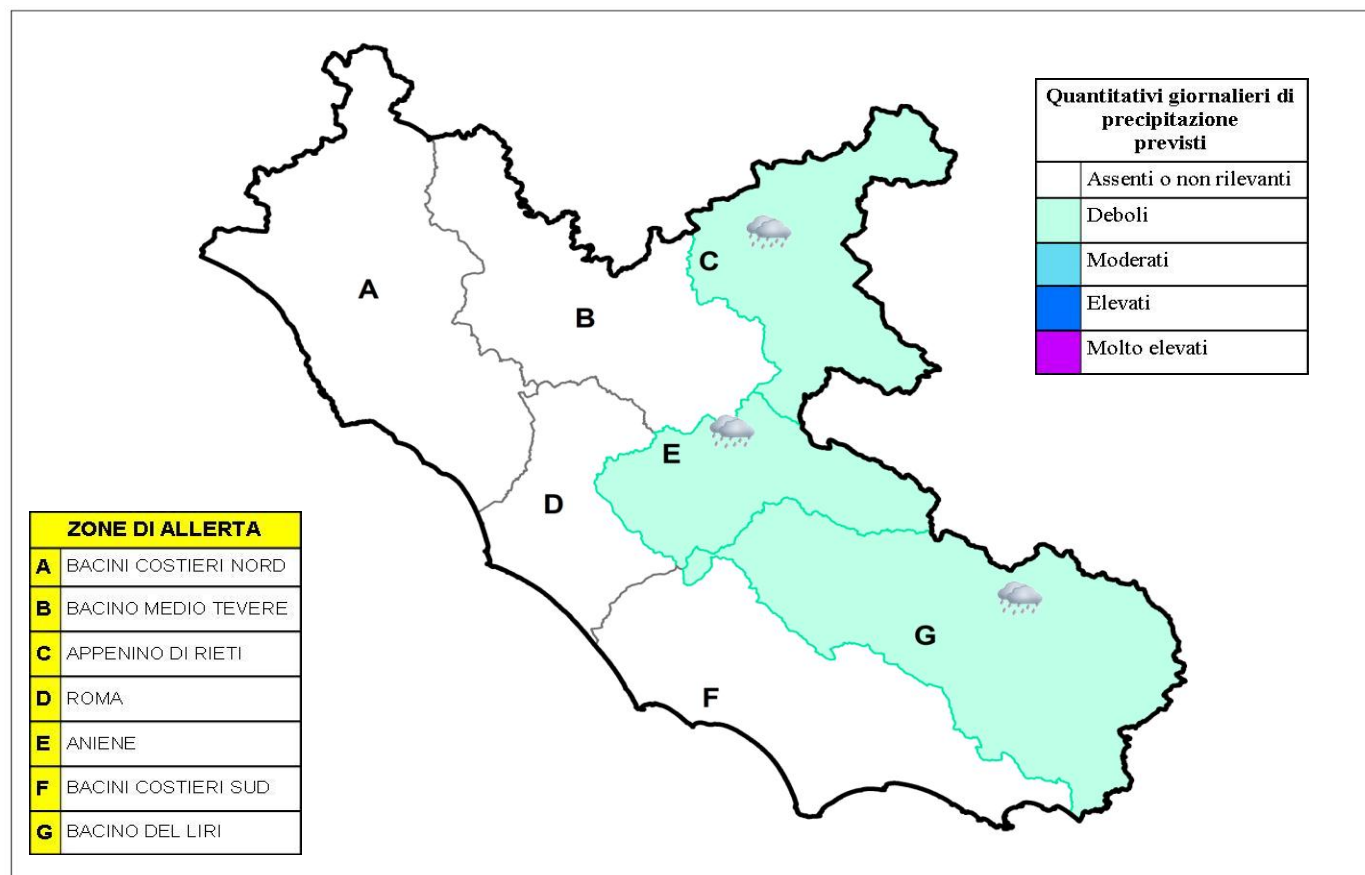 Quantitativi giornalieri di
precipitazione
previsti
Assenti o non rilevanti
Deboli
Moderati
Elevati
Molto elevati
C
A
B
E
D
G
F
ZONE DI ALLERTA
A BACINI COSTIERI NORD
B BACINO MEDIO TEVERE
C APPENINO DI RIETI
D ROMA
E ANIENE
F BACINI COSTIERI SUD
G BACINO DEL LIRI